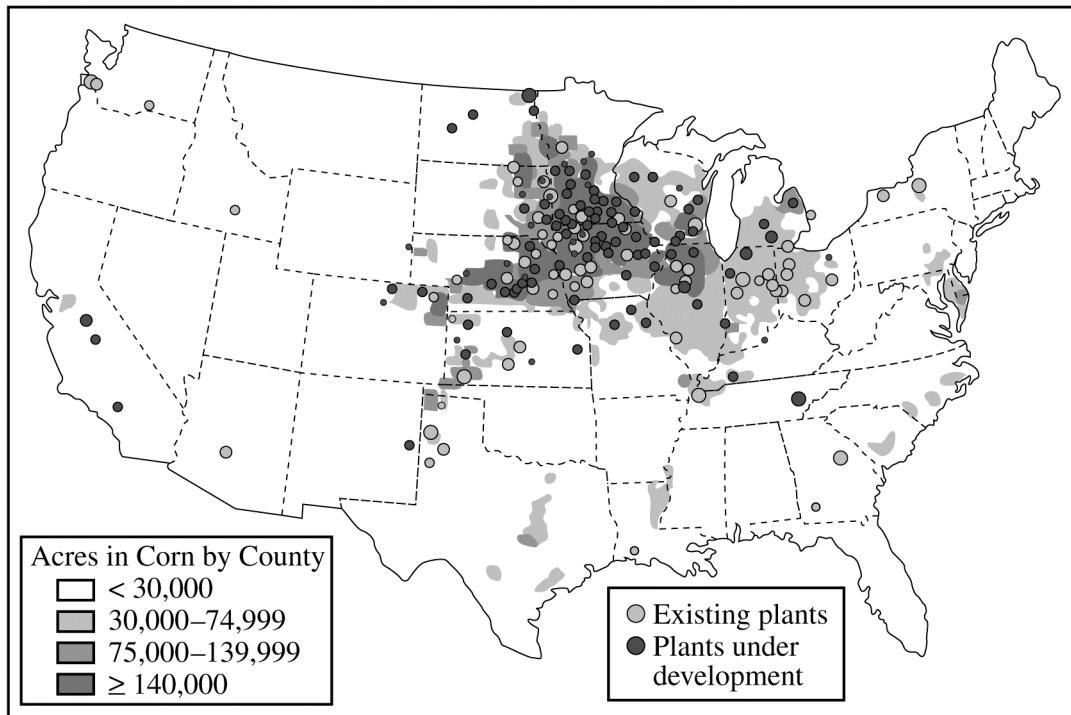 Acres in Corn by County
< 30,000
30,000–74,999
75,000–139,999
≥ 140,000
Existing plants
Plants under
development